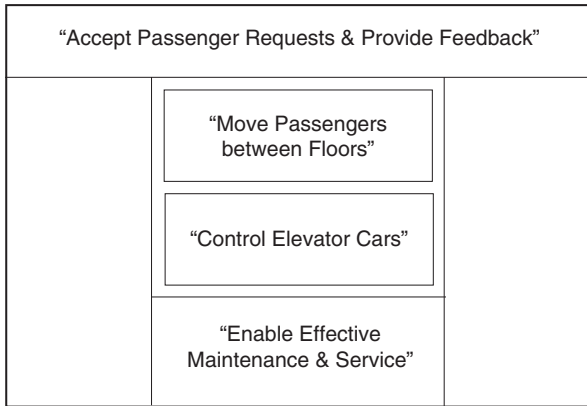 “Accept Passenger Requests & Provide Feedback”
“Move Passengers
between Floors”
“Control Elevator Cars”
“Enable Effective
Maintenance & Service”